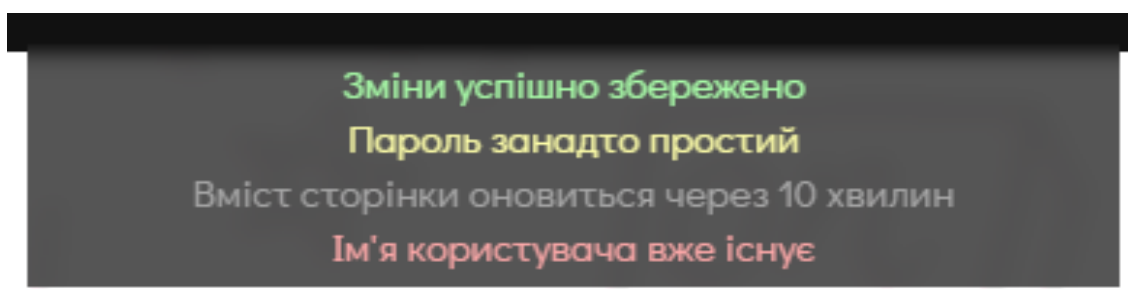 Зміни успішно збережено
Пароль занадто простий
Вміст сторінки оновиться через 10 хвилин
Ім'я користувача вже існує